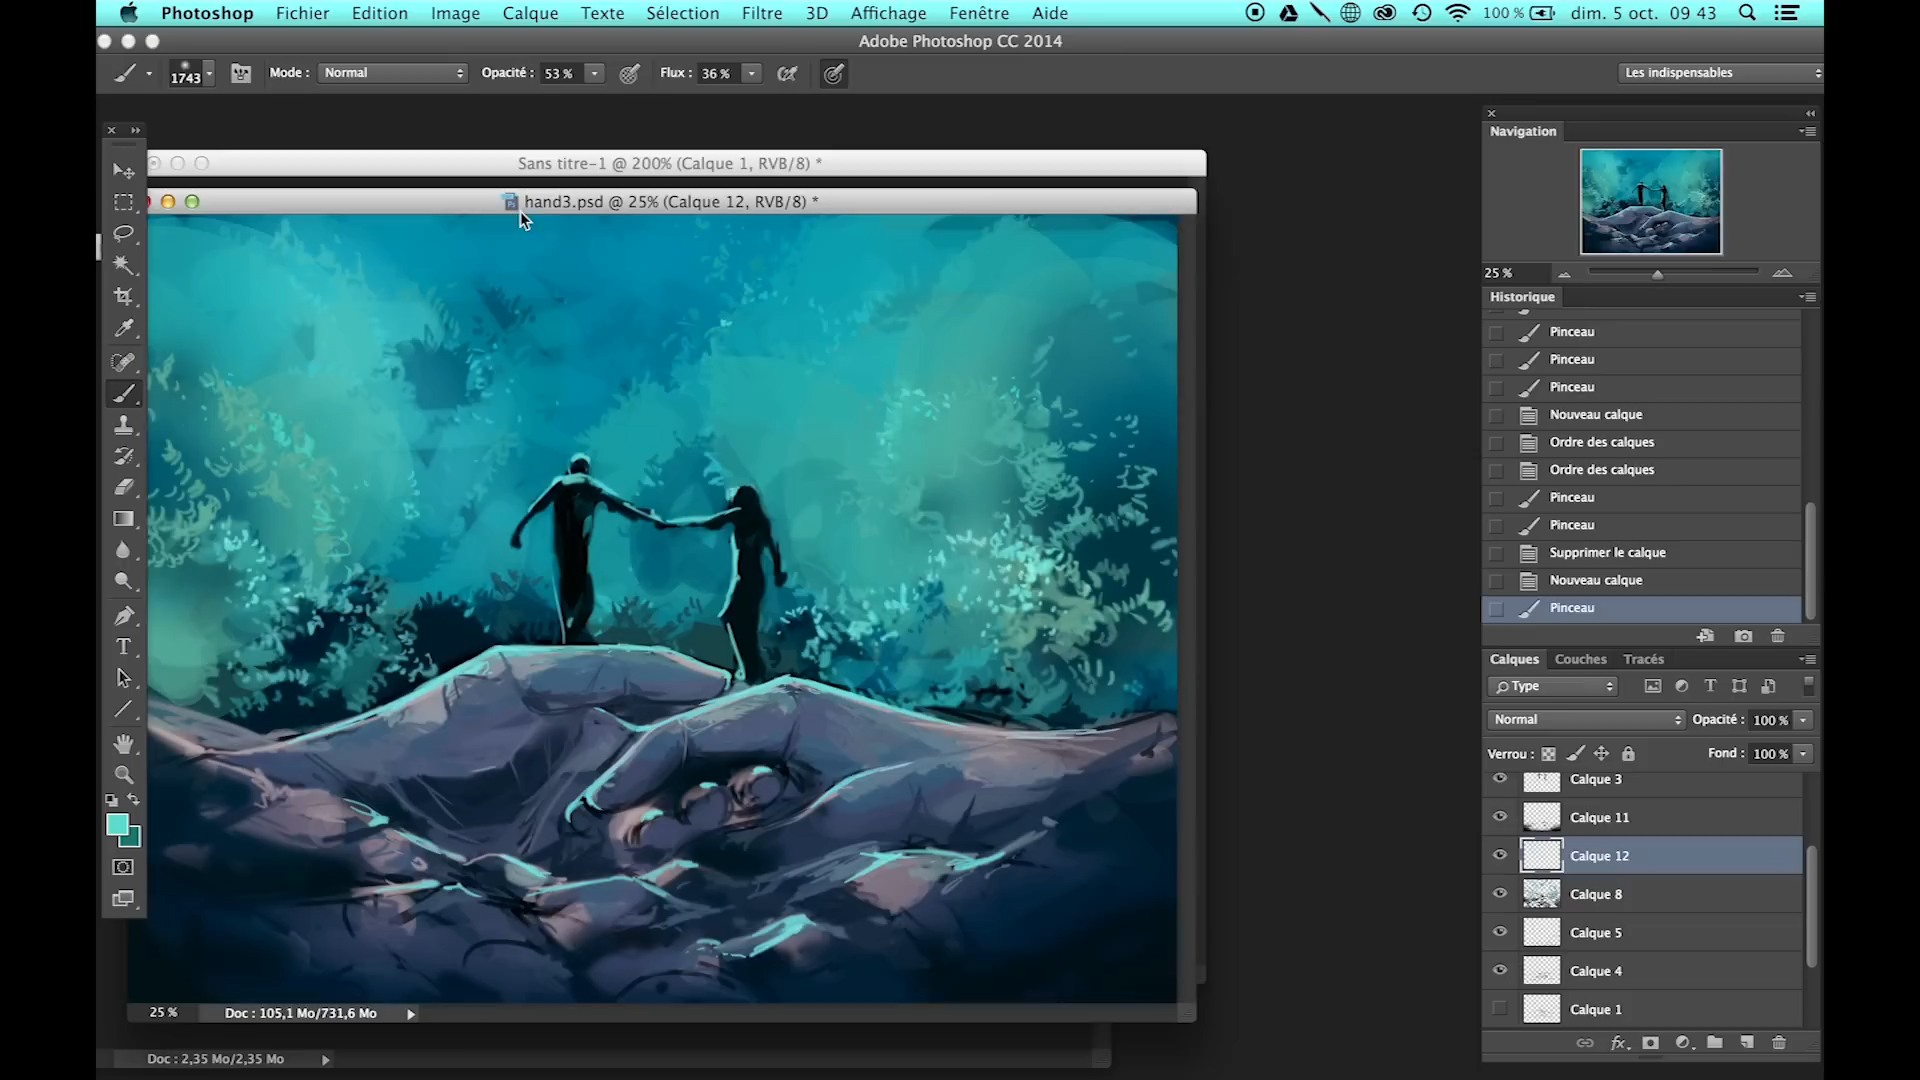 Photoshop Fichier Edition Image Calque Texte Sélection Filtre 3D Affichage Fenêtre Aide 100 % dim. 5 oct. 09 43
Adobe Photoshop CC 2014
1743 Mode : Normal Opacité : 53 % Flux : 36 % Les indispensables
Navigation
Sans titre-1 @ 200% (Calque 1, RVB/8) *
hand3.psd @ 25% (Calque 12, RVB/8) *
25 %
Historique
Pinceau
Pinceau
Pinceau
Nouveau calque
Ordre des calques
Ordre des calques
Pinceau
Pinceau
Supprimer le calque
Nouveau calque
Pinceau
Calques Couches Tracés
Type
Normal Opacité : 100 %
Verrou : Fond : 100 %
Calque 3
Calque 11
Calque 12
Calque 8
Calque 5
Calque 4
Calque 1
fx
25 % Doc : 105,1 Mo/731,6 Mo
Doc : 2,35 Mo/2,35 Mo